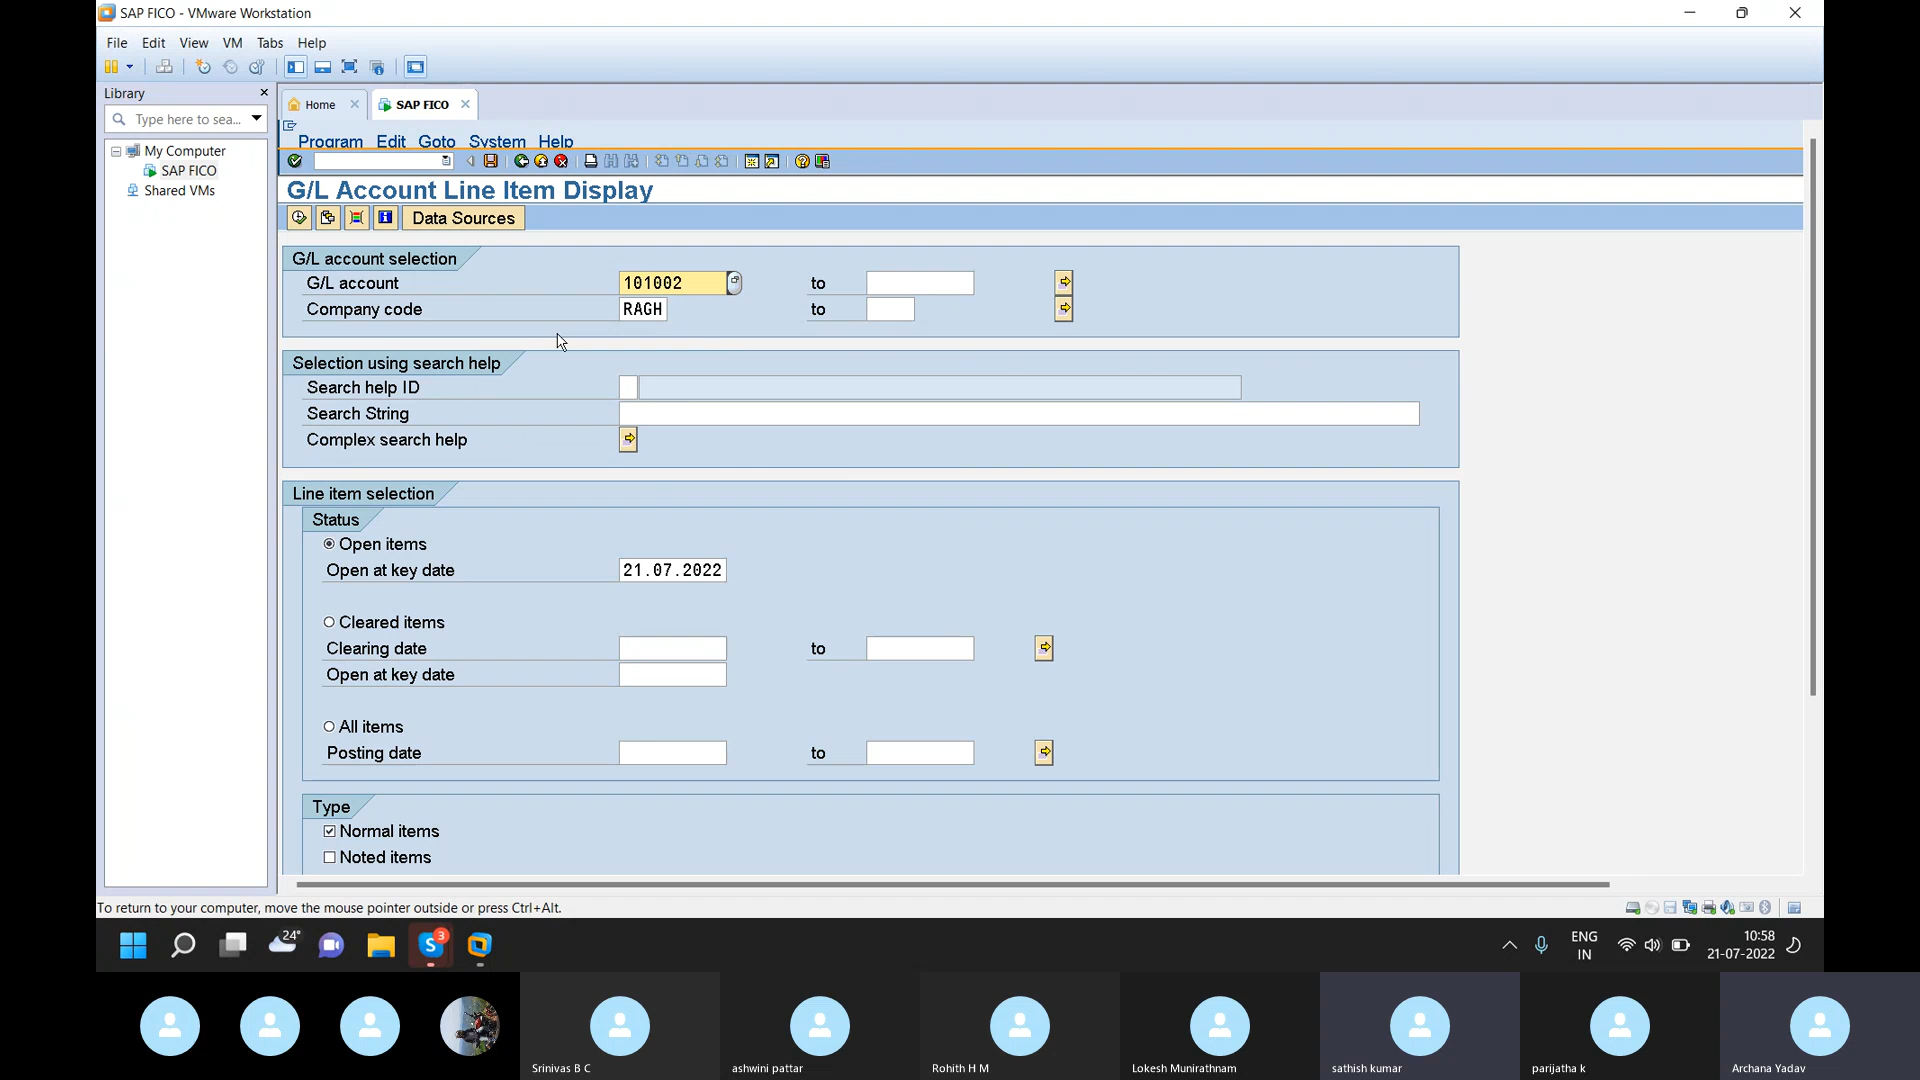 SAP FICO - VMware Workstation
File Edit View VM Tabs Help
Library
Type here to sea...
My Computer
SAP FICO
Shared VMs
Home
SAP FICO
Program Edit Goto System Help
G/L Account Line Item Display
Data Sources
G/L account selection
G/L account 101002 to
Company code RAGH to
Selection using search help
Search help ID
Search String
Complex search help
Line item selection
Status
Open items
Open at key date 21.07.2022
Cleared items
Clearing date to
Open at key date
All items
Posting date to
Type
Normal items
Noted items
To return to your computer, move the mouse pointer outside or press Ctrl+Alt.
24°
3
ENG
IN
10:58
21-07-2022
Srinivas B C
ashwini pattar
Rohith H M
Lokesh Munirathnam
sathish kumar
parijatha k
Archana Yadav